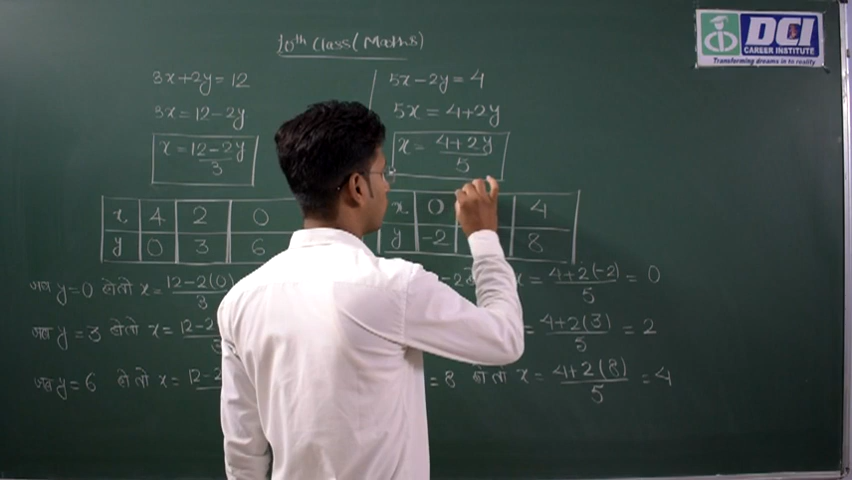 10th Class (Maths)
DCI
CAREER INSTITUTE
Transforming dreams in to reality
3x+2y=12
3x=12-2y
x=12-2y/3
x 4 2 0
y 0 3 6
5x-2y=4
5x=4+2y
x=4+2y/5
x 0 4
y -2 8
जब y=0 हो तो x=12-2(0)/3
-2 x=4+2(-2)/5=0
जब y=3 हो तो x=12-2
=4+2(3)/5=2
जब y=6 हो तो x=12-2
=8 हो तो x=4+2(8)/5=4